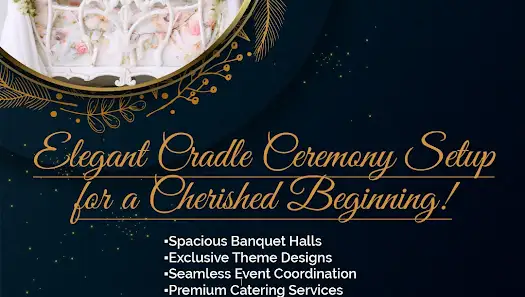 Elegant Cradle Ceremony Setup
for a Cherished Beginning!
▪Spacious Banquet Halls
▪Exclusive Theme Designs
▪Seamless Event Coordination
▪Premium Catering Services